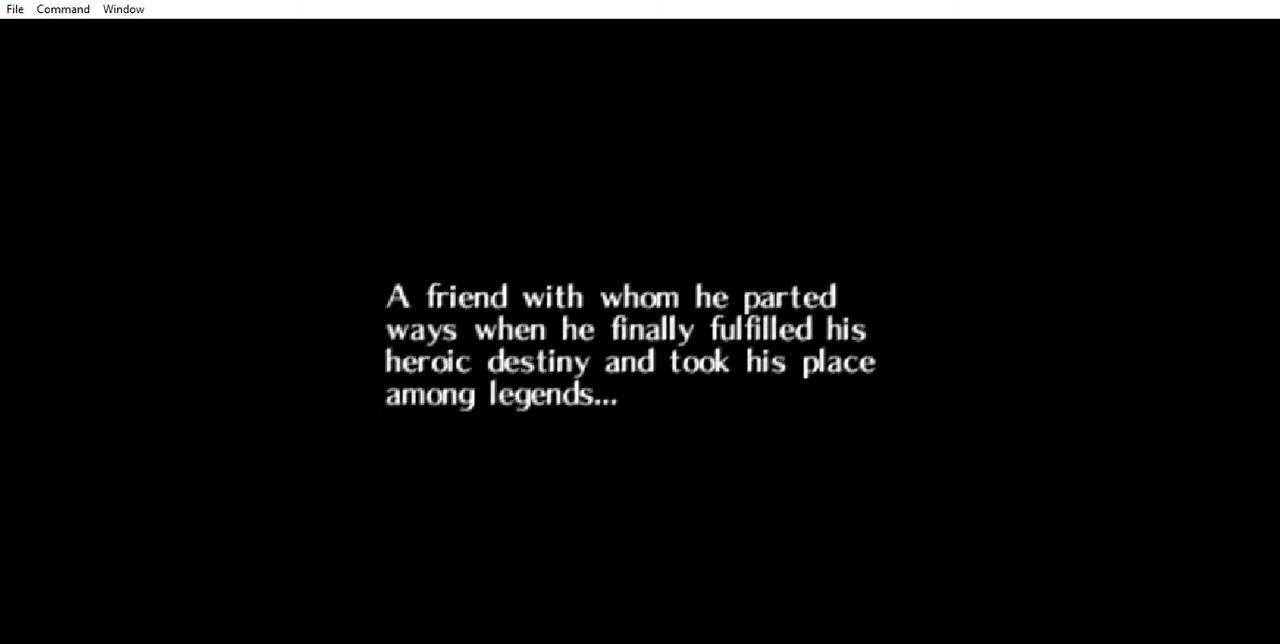 File Command Window
A friend with whom he parted
ways when he finally fulfilled his
heroic destiny and took his place
among legends...